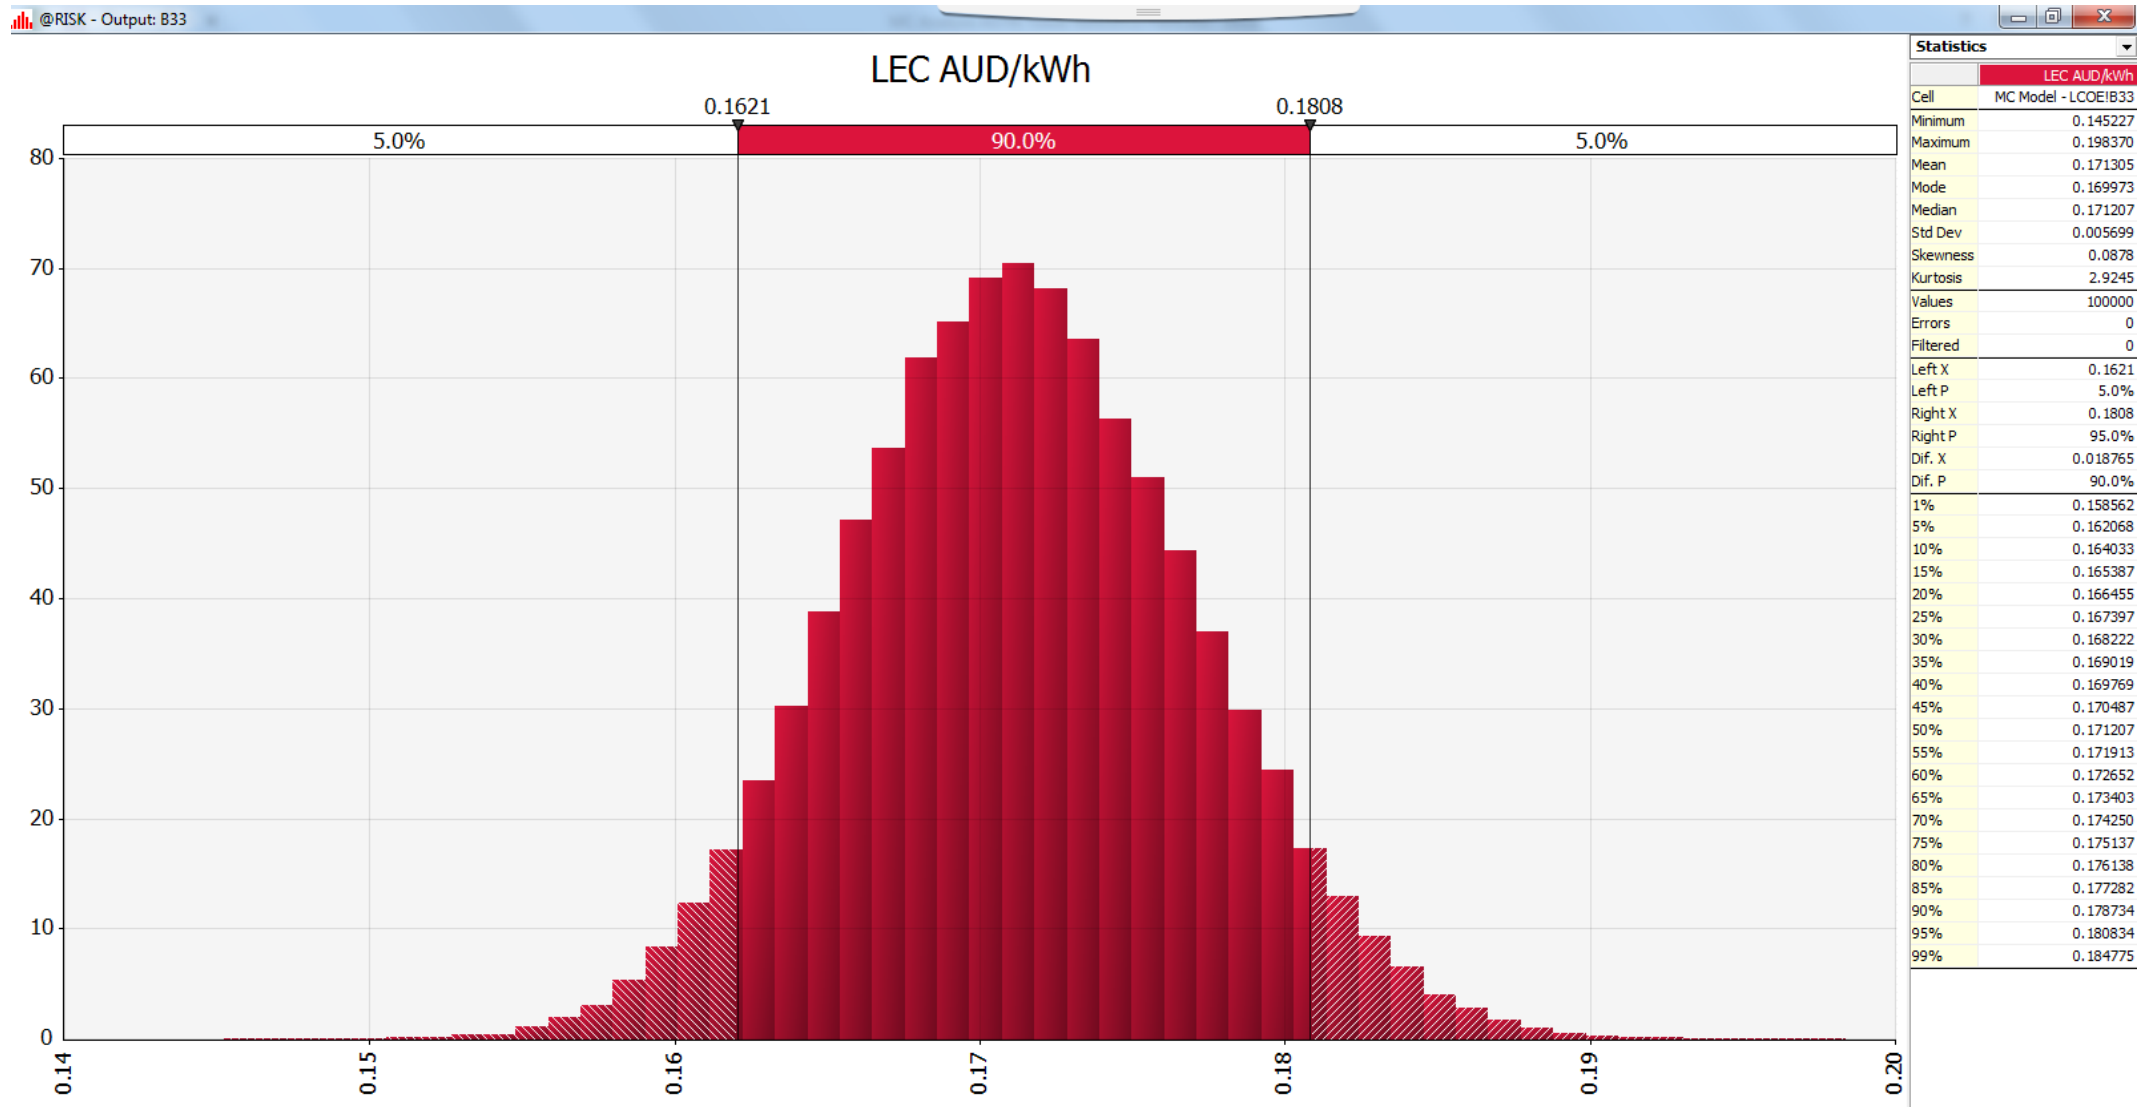 @RISK - Output: B33
LEC AUD/kWh
0.1621 0.1808
5.0% 90.0% 5.0%
80
70
60
50
40
30
20
10
0
0.14 0.15 0.16 0.17 0.18 0.19 0.20
Statistics
LEC AUD/kWh
Cell MC Model - LCOE!B33
Minimum 0.145227
Maximum 0.198370
Mean 0.171305
Mode 0.169973
Median 0.171207
Std Dev 0.005699
Skewness 0.0878
Kurtosis 2.9245
Values 100000
Errors 0
Filtered 0
Left X 0.1621
Left P 5.0%
Right X 0.1808
Right P 95.0%
Dif. X 0.018765
Dif. P 90.0%
1% 0.158562
5% 0.162068
10% 0.164033
15% 0.165387
20% 0.166455
25% 0.167397
30% 0.168222
35% 0.169019
40% 0.169769
45% 0.170487
50% 0.171207
55% 0.171913
60% 0.172652
65% 0.173403
70% 0.174250
75% 0.175137
80% 0.176138
85% 0.177282
90% 0.178734
95% 0.180834
99% 0.184775